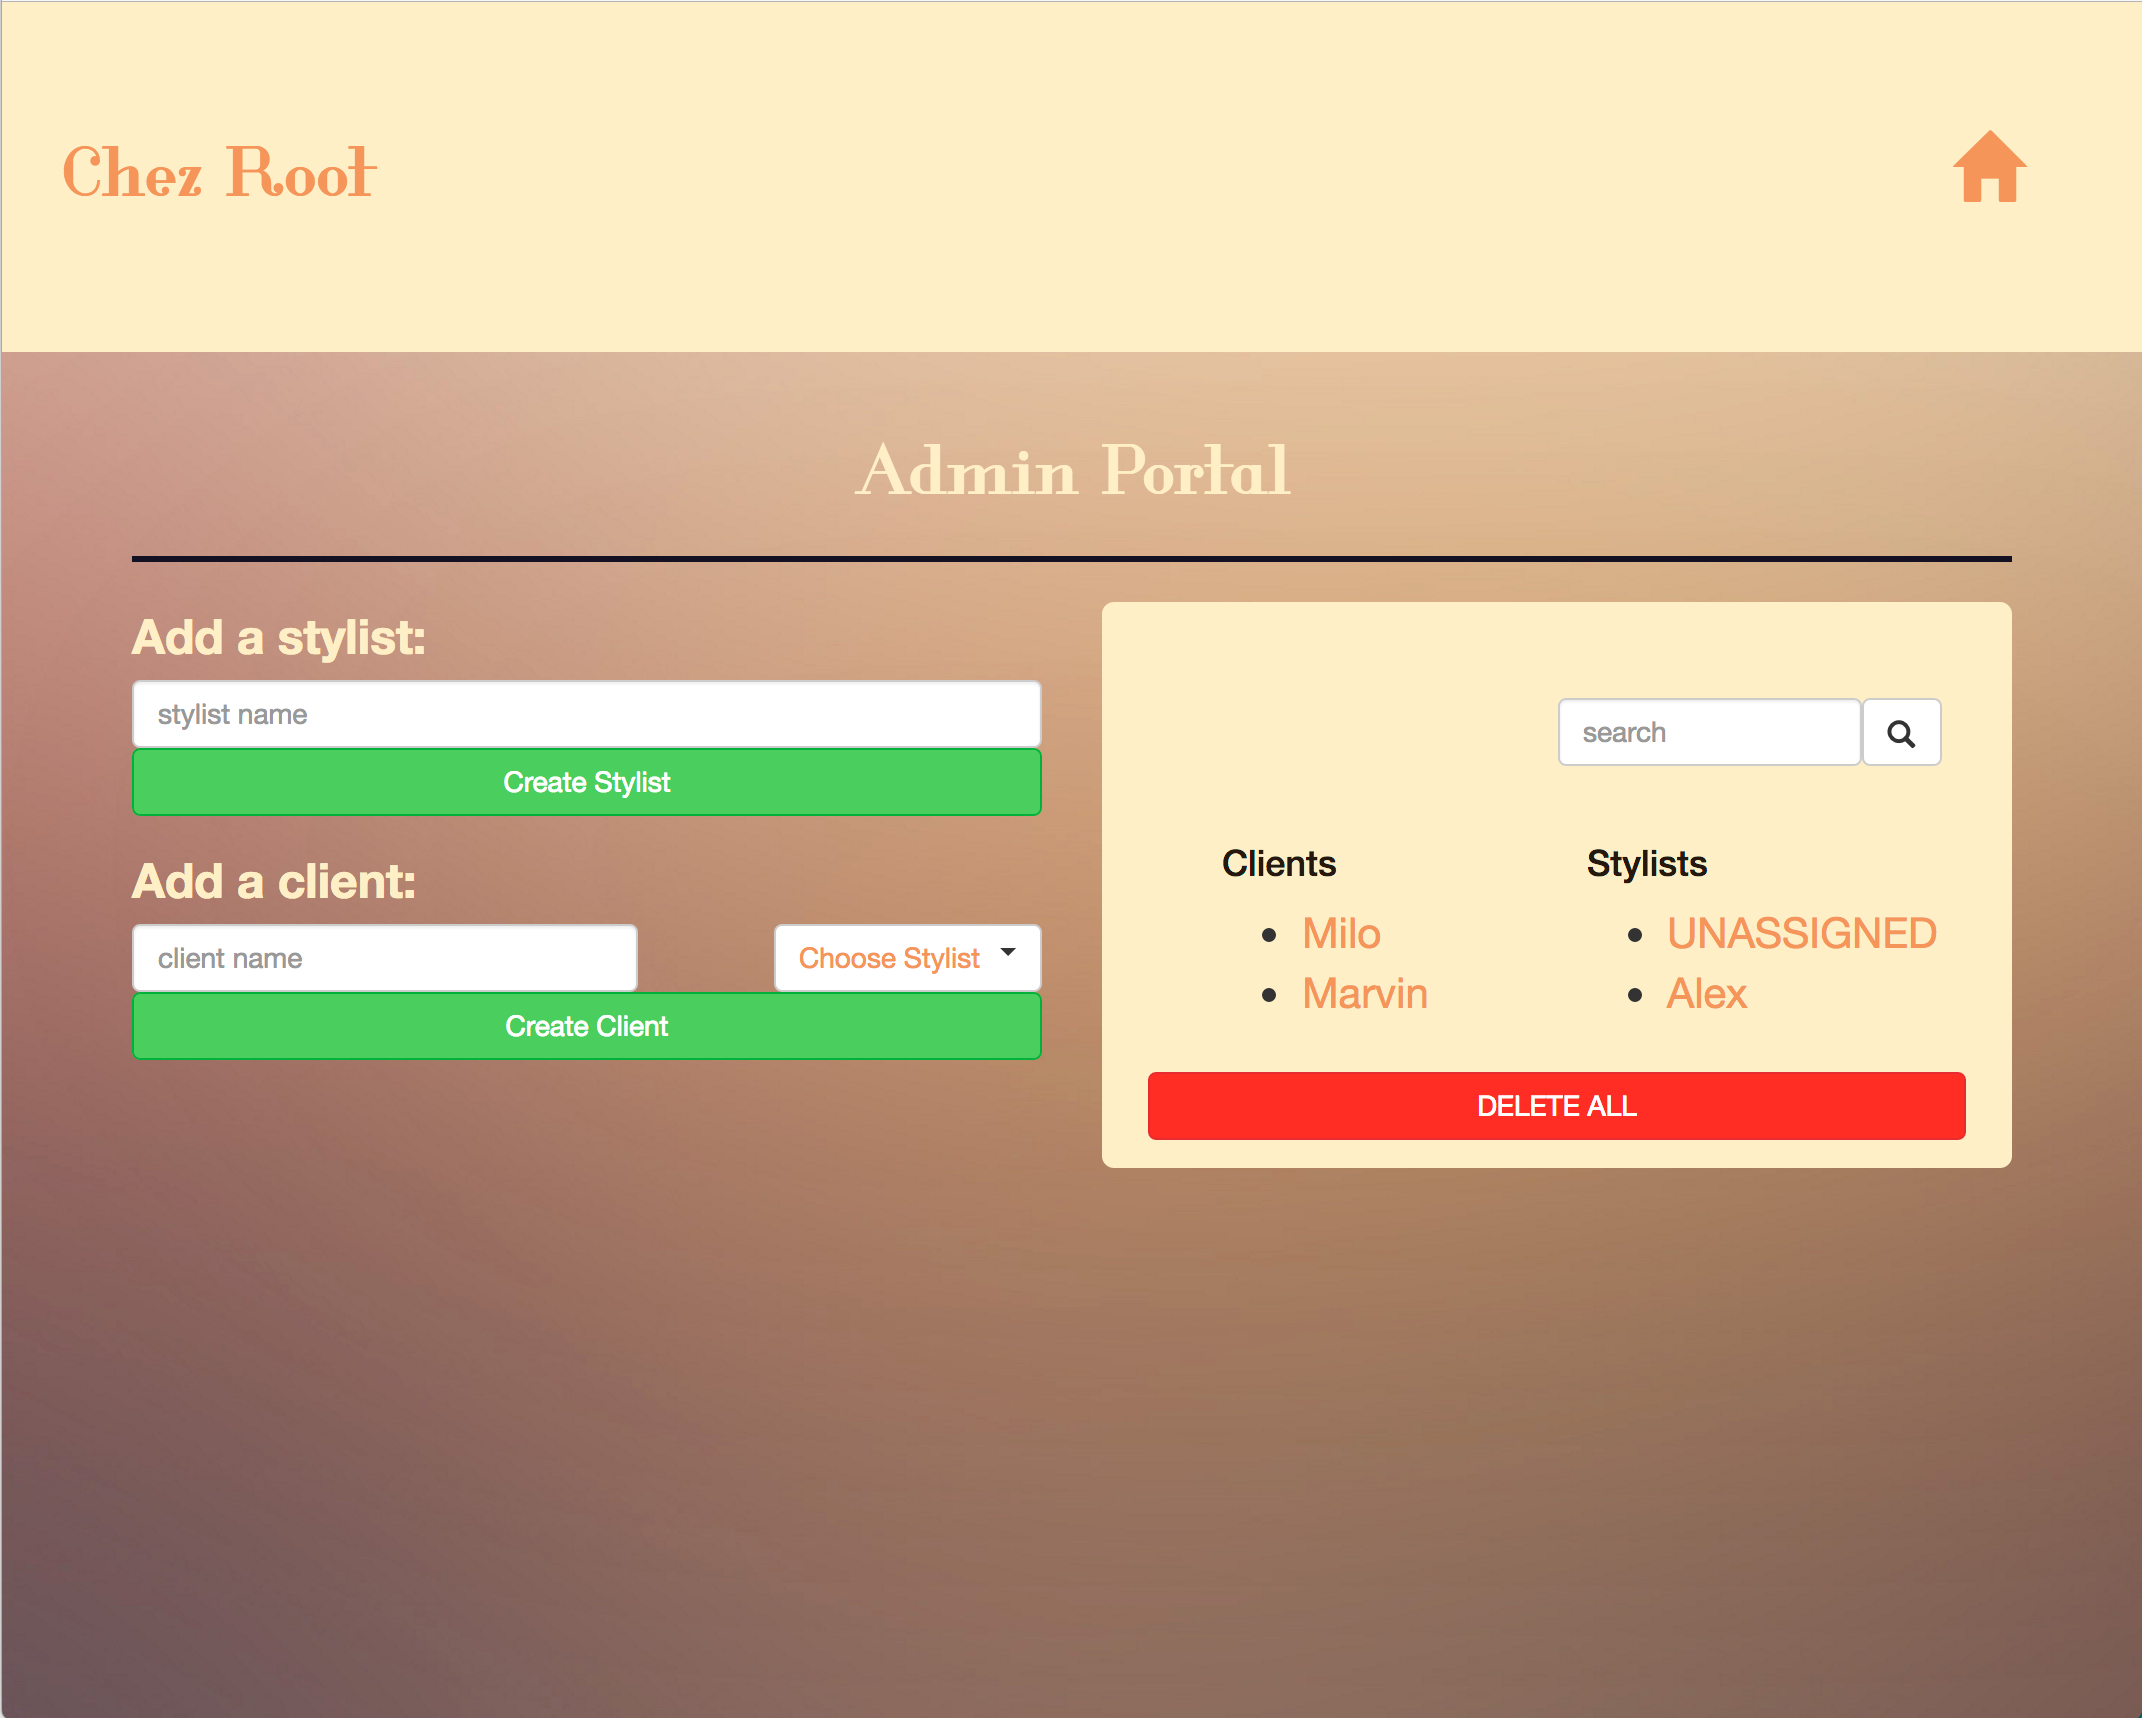 Chez Root
Admin Portal
Add a stylist:
stylist name
Create Stylist
Add a client:
client name
Choose Stylist
Create Client
search
Clients
Milo
Marvin
Stylists
UNASSIGNED
Alex
DELETE ALL